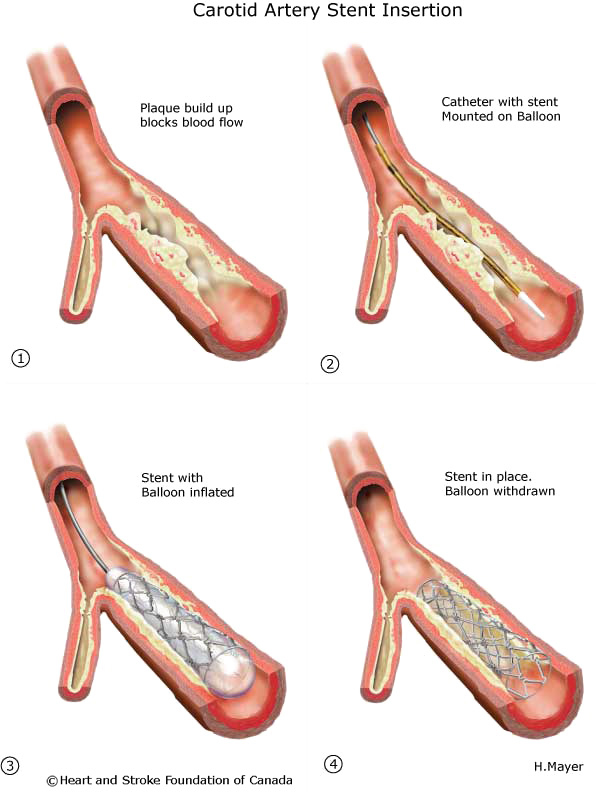 Carotid Artery Stent Insertion
Plaque build up
blocks blood flow
1
Catheter with stent
Mounted on Balloon
2
Stent with
Balloon inflated
3
Stent in place.
Balloon withdrawn
4
© Heart and Stroke Foundation of Canada
H.Mayer